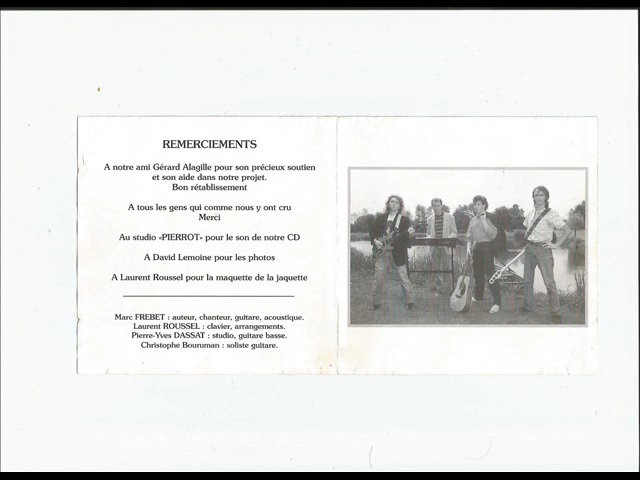 REMERCIEMENTS
A notre ami Gérard Alagille pour son précieux soutien
et son aide dans notre projet.
Bon rétablissement
A tous les gens qui comme nous y ont cru
Merci
Au studio «PIERROT» pour le son de notre CD
A David Lemoine pour les photos
A Laurent Roussel pour la maquette de la jaquette
Marc FREBET : auteur, chanteur, guitare, acoustique.
Laurent ROUSSEL : clavier, arrangements.
Pierre-Yves DASSAT : studio, guitare basse.
Christophe Bouruman : soliste guitare.